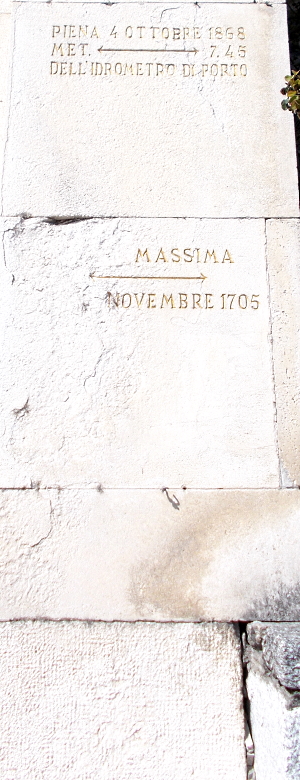 PIENA 4 OTTOBRE 1868
MET. 7.45
DELL'IDROMETRO DI PORTO
MASSIMA
NOVEMBRE 1705